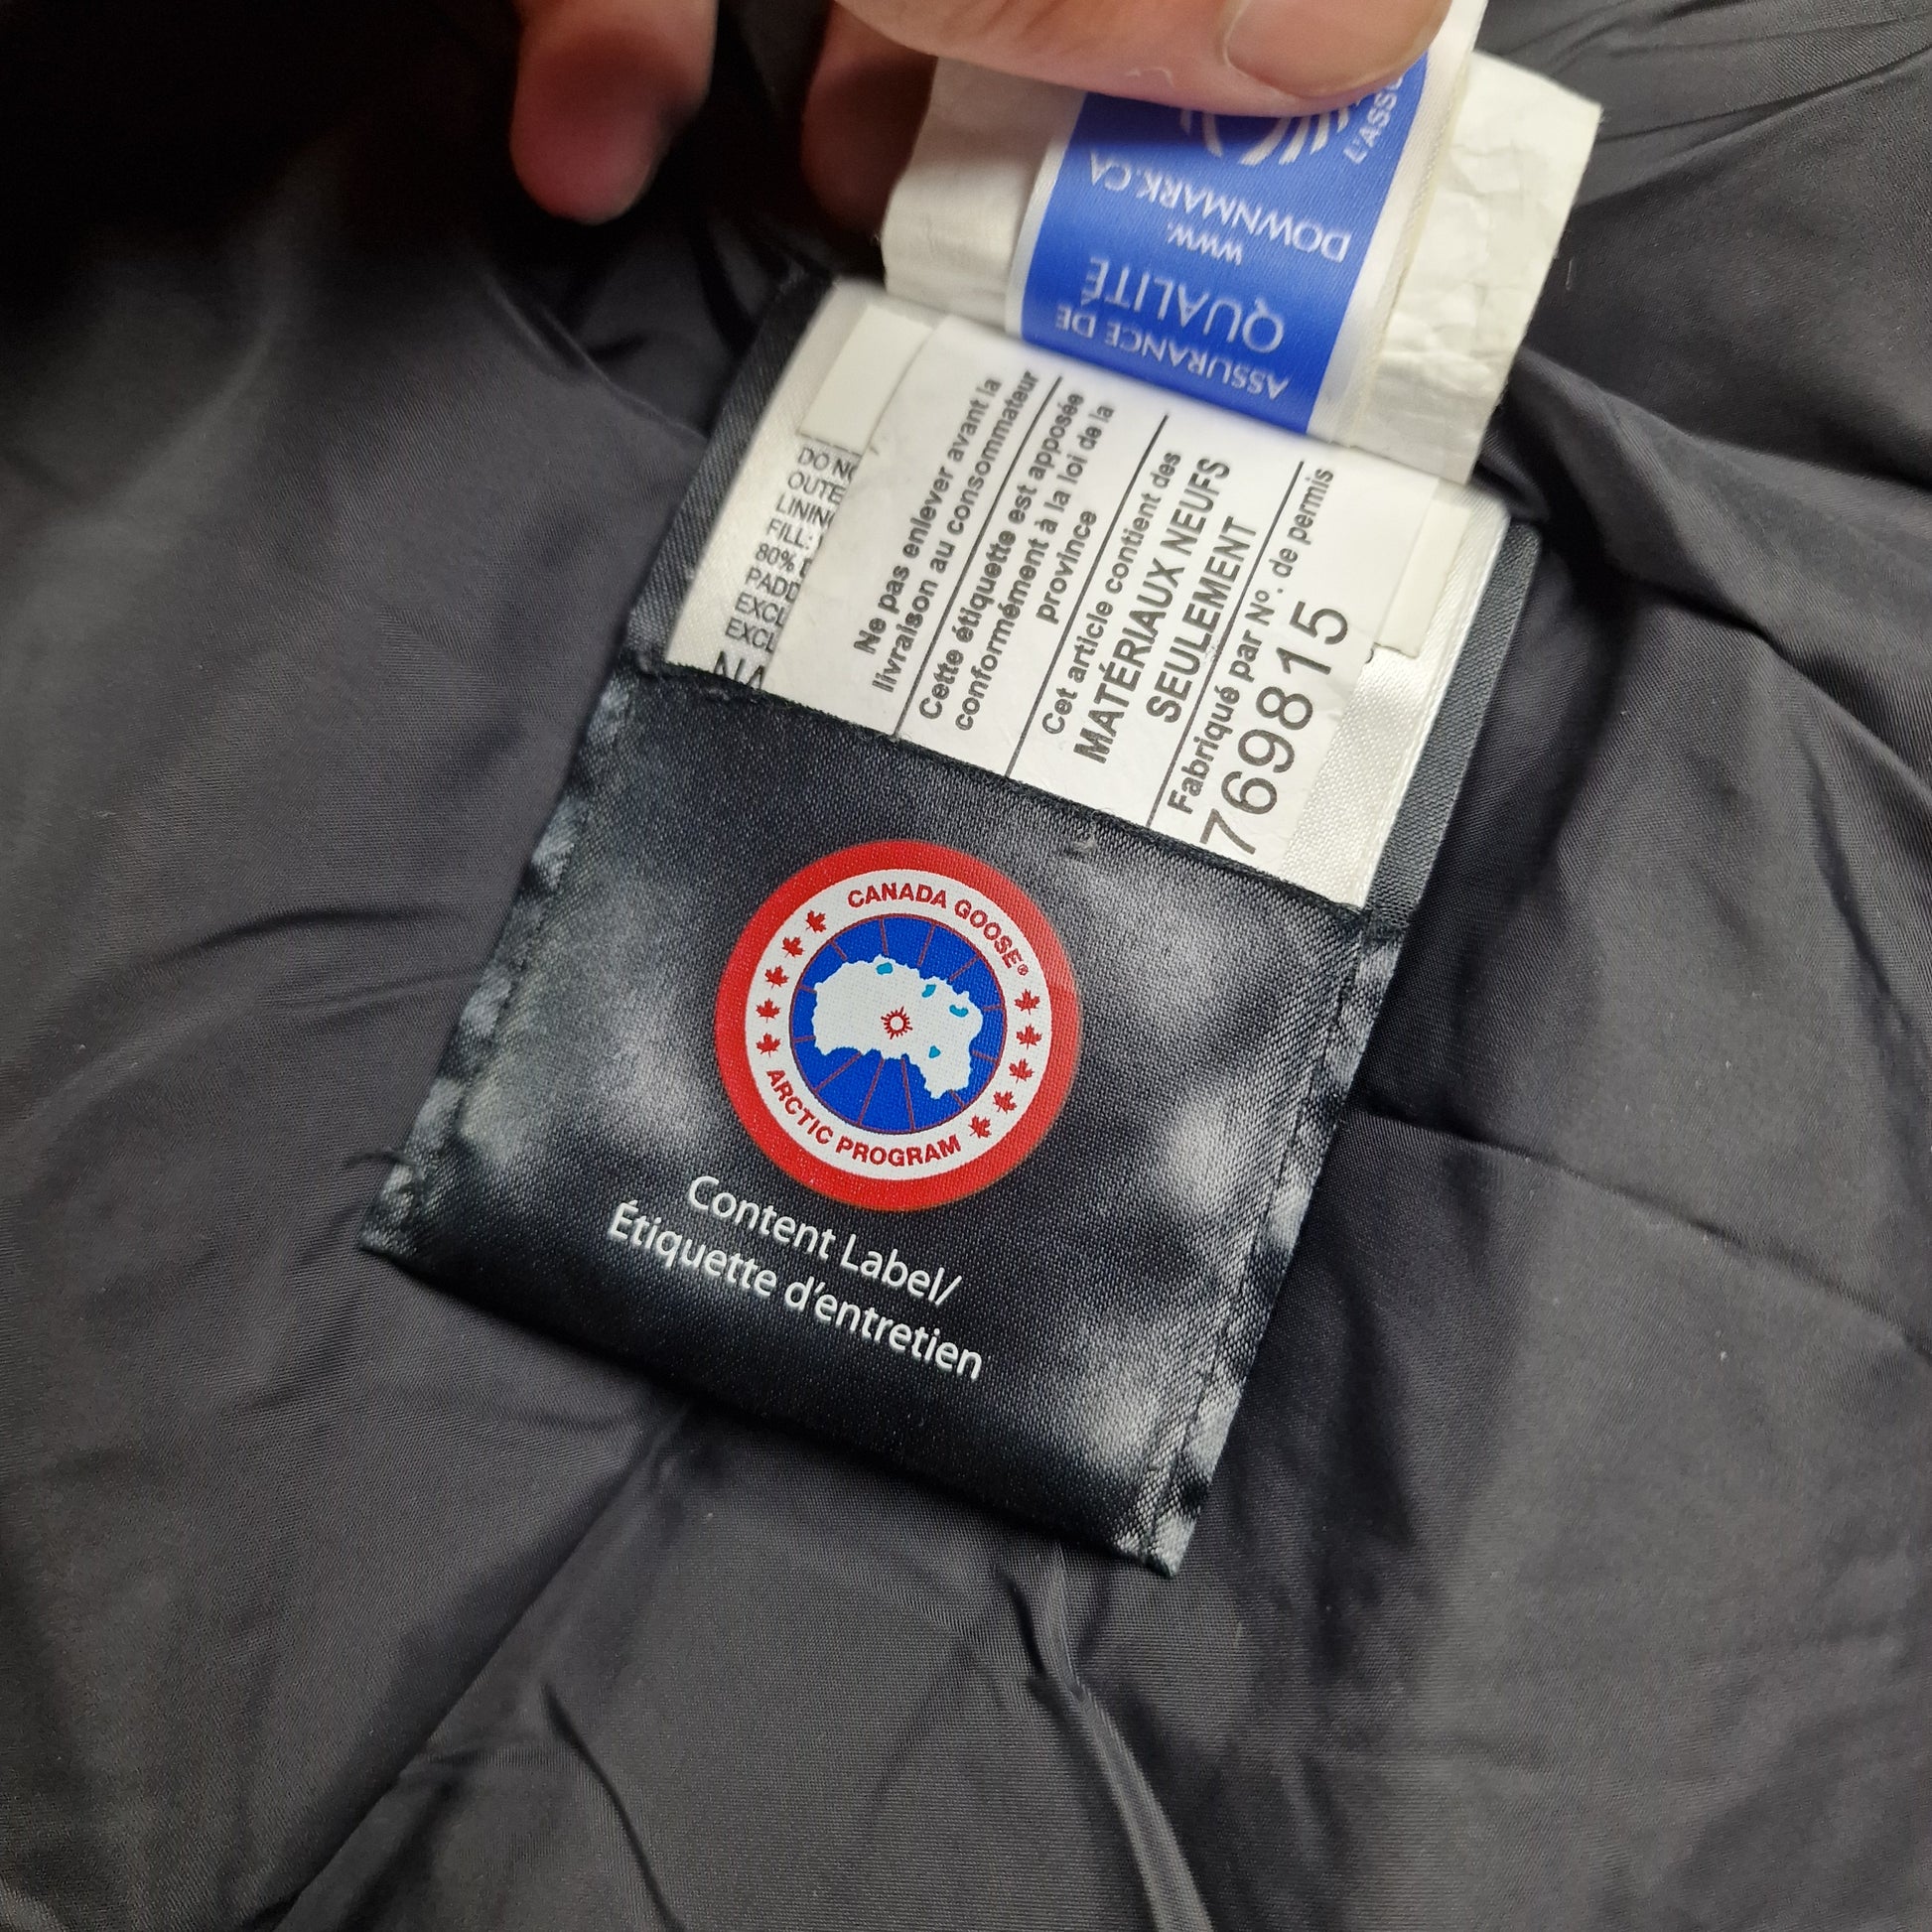 L'ASSU
DOWNMARK.CA
www.
QUALITÉ
ASSURANCE DE
DO NO
OUTE
LININ
FILL:
80%
PADD
EXCL
EXCL
Ne pas enlever avant la
livraison au consommateur
Cette étiquette est apposée
conformément à la loi de la
province
Cet article contient des
MATÉRIAUX NEUFS
SEULEMENT
Fabriqué par Nº. de permis
769815
CANADA GOOSE®
ARCTIC PROGRAM
Content Label/
Étiquette d'entretien